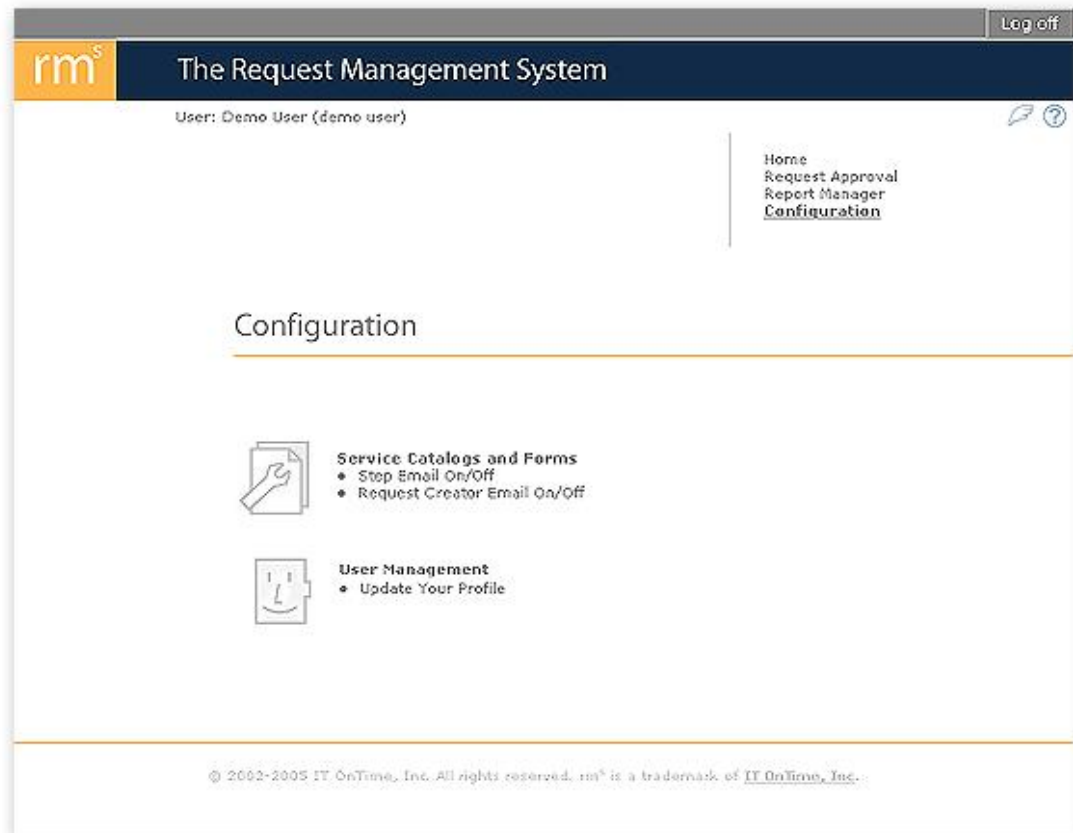 Log off
rmˢ
The Request Management System
User: Demo User (demo user)
?
Home
Request Approval
Report Manager
Configuration
Configuration
Service Catalogs and Forms
• Step Email On/Off
• Request Creator Email On/Off
User Management
• Update Your Profile
© 2002-2005 IT OnTime, Inc. All rights reserved. rmˢ is a trademark of IT OnTime, Inc.